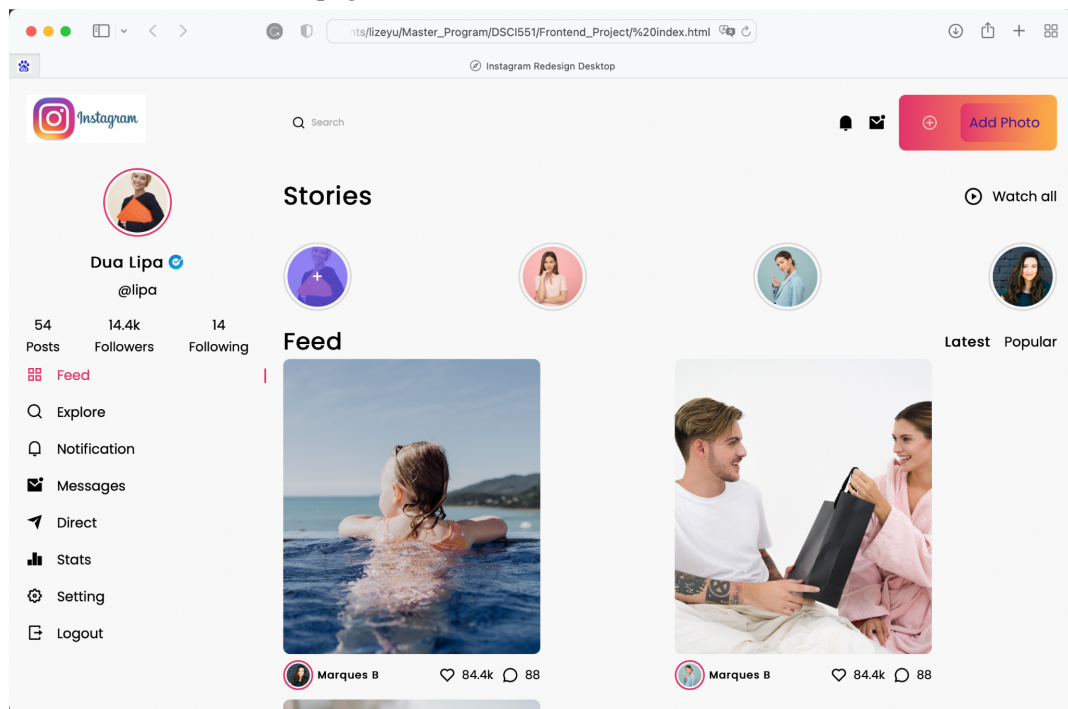 nts/lizeyu/Master_Program/DSCI551/Frontend_Project/%20index.html
Instagram Redesign Desktop
Instagram
Search
Add Photo
Stories
Watch all
Dua Lipa
@lipa
54 14.4k 14
Posts Followers Following
Feed
Latest Popular
Feed
Explore
Notification
Messages
Direct
Stats
Setting
Logout
Marques B 84.4k 88
Marques B 84.4k 88